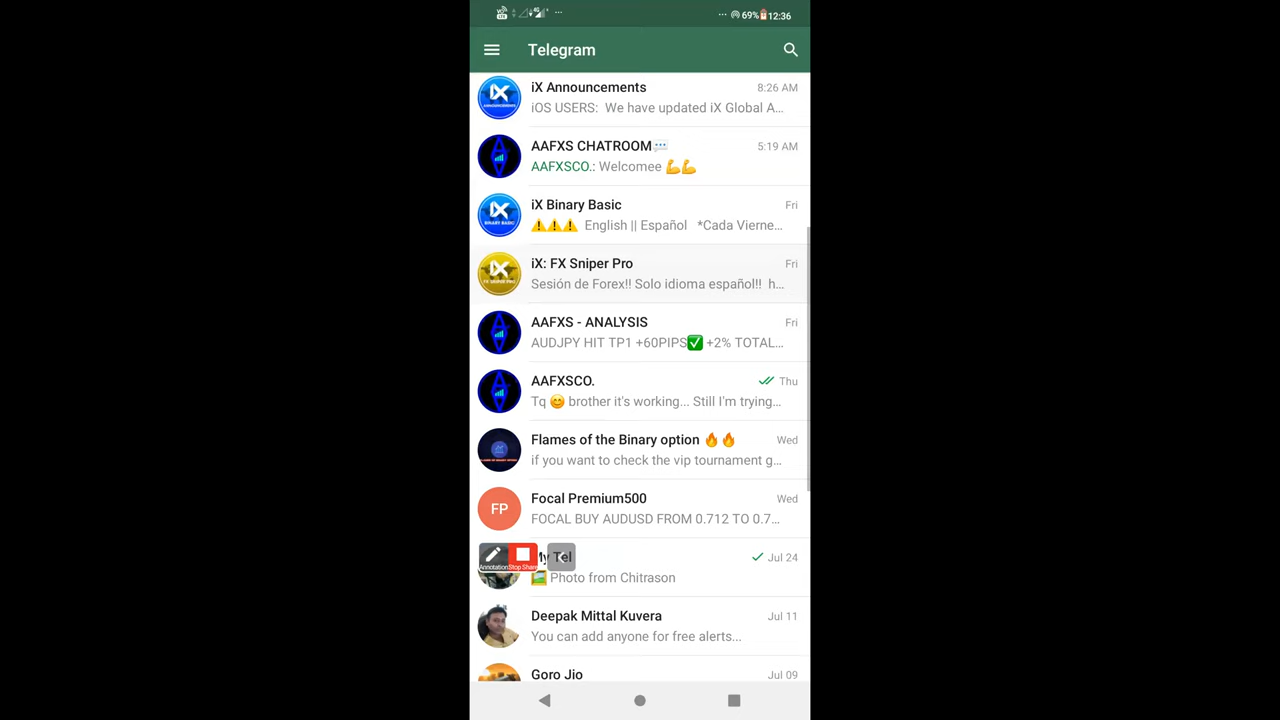 69% 12:36
Telegram
iX Announcements 8:26 AM
iOS USERS: We have updated iX Global A...
AAFXS CHATROOM💬 5:19 AM
AAFXSCO.: Welcomee 💪💪
iX Binary Basic Fri
⚠️⚠️⚠️ English || Español *Cada Vierne...
iX: FX Sniper Pro Fri
Sesión de Forex!! Solo idioma español!! h...
AAFXS - ANALYSIS Fri
AUDJPY HIT TP1 +60PIPS✅ +2% TOTAL...
AAFXSCO. Thu
Tq 😊 brother it's working... Still I'm trying...
Flames of the Binary option 🔥🔥 Wed
if you want to check the vip tournament g...
FP
Focal Premium500 Wed
FOCAL BUY AUDUSD FROM 0.712 TO 0.7...
Annotation Stop Share
My Tel Jul 24
Photo from Chitrason
Deepak Mittal Kuvera Jul 11
You can add anyone for free alerts...
Goro Jio Jul 09